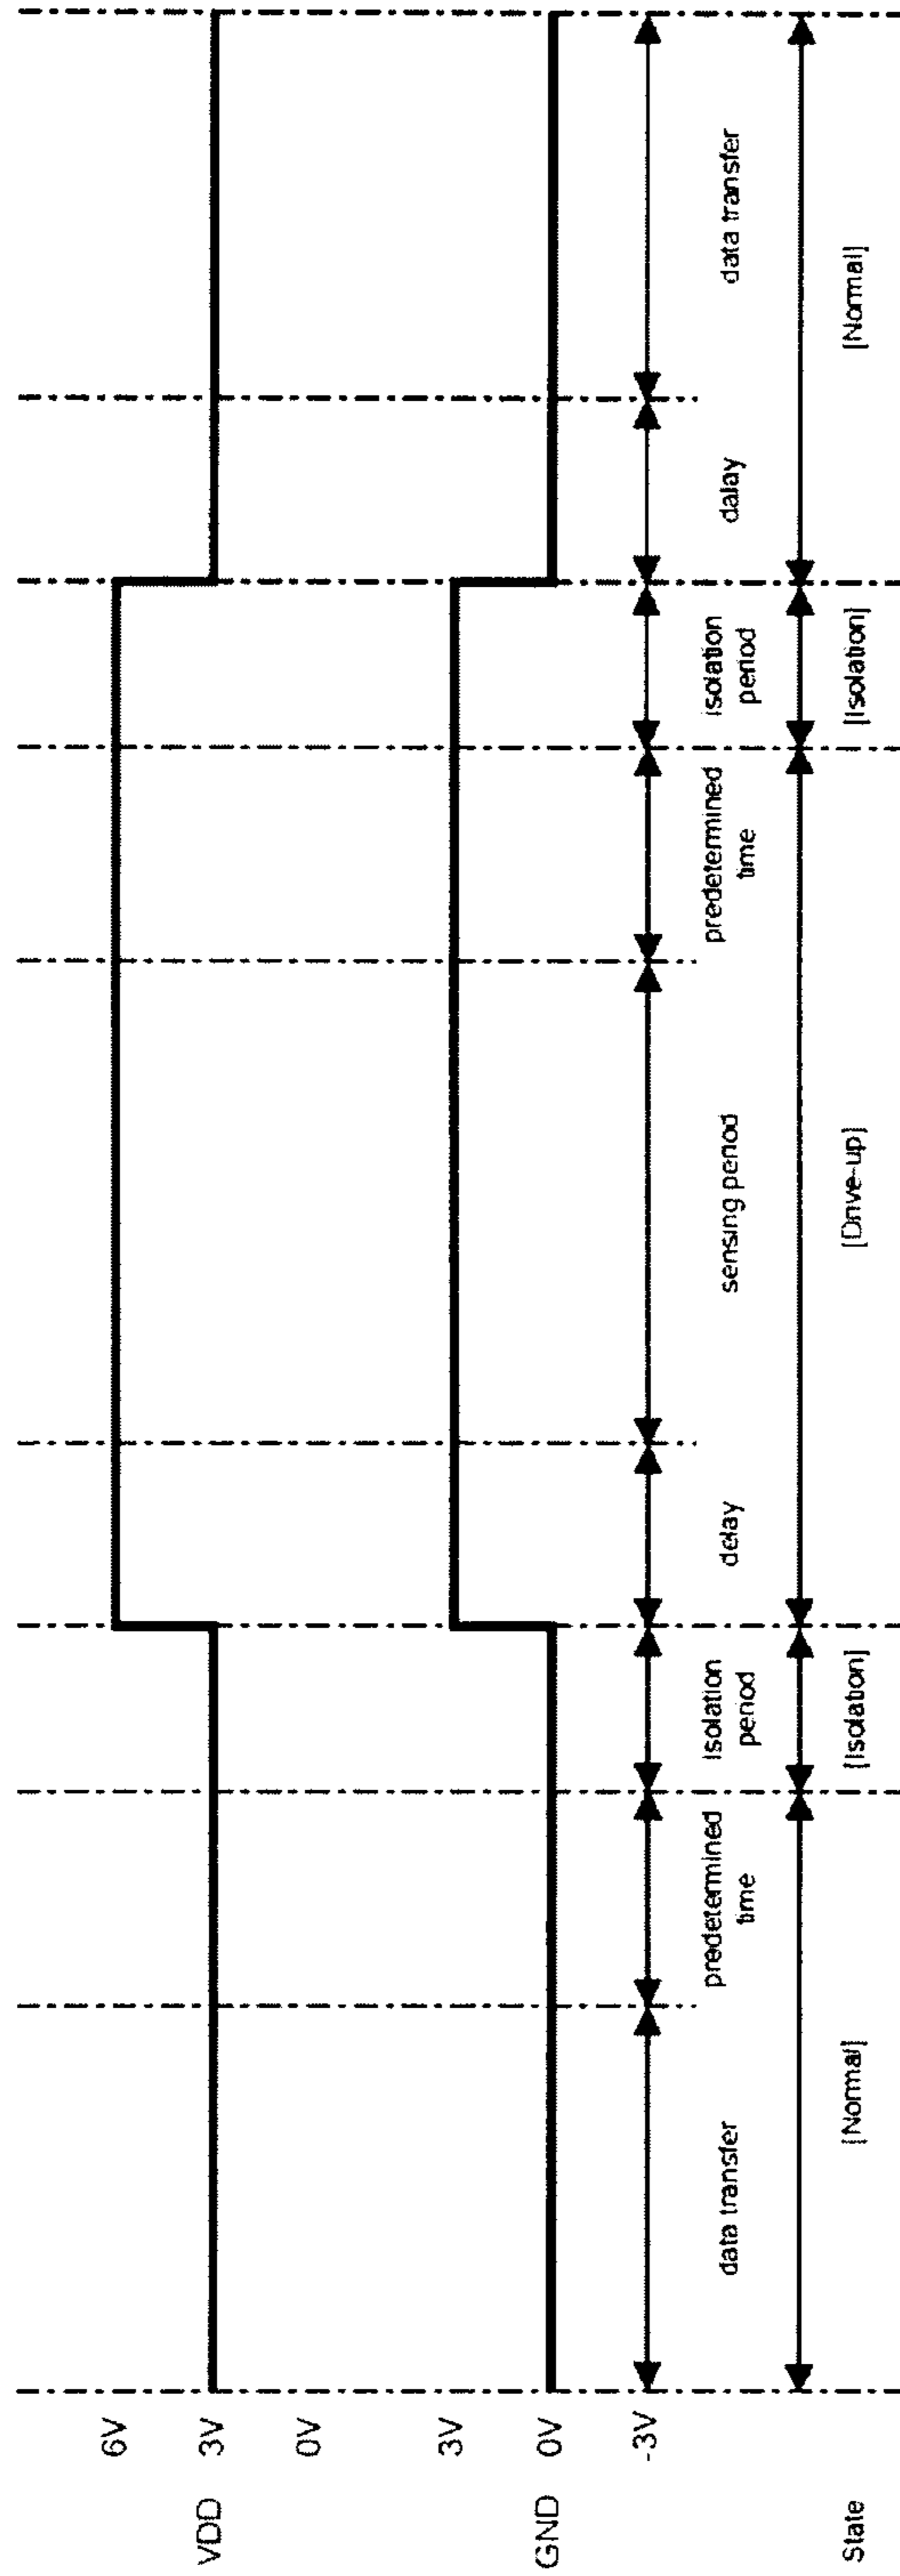 6V
VDD 3V
0V
3V
GND 0V
-3V
data transfer
predetermined
time
isolation
period
delay
sensing period
predetermined
time
isolation
period
dalay
data transfer
State
[Normal]
[Isolation]
[Drive-up]
[Isolation]
[Normal]